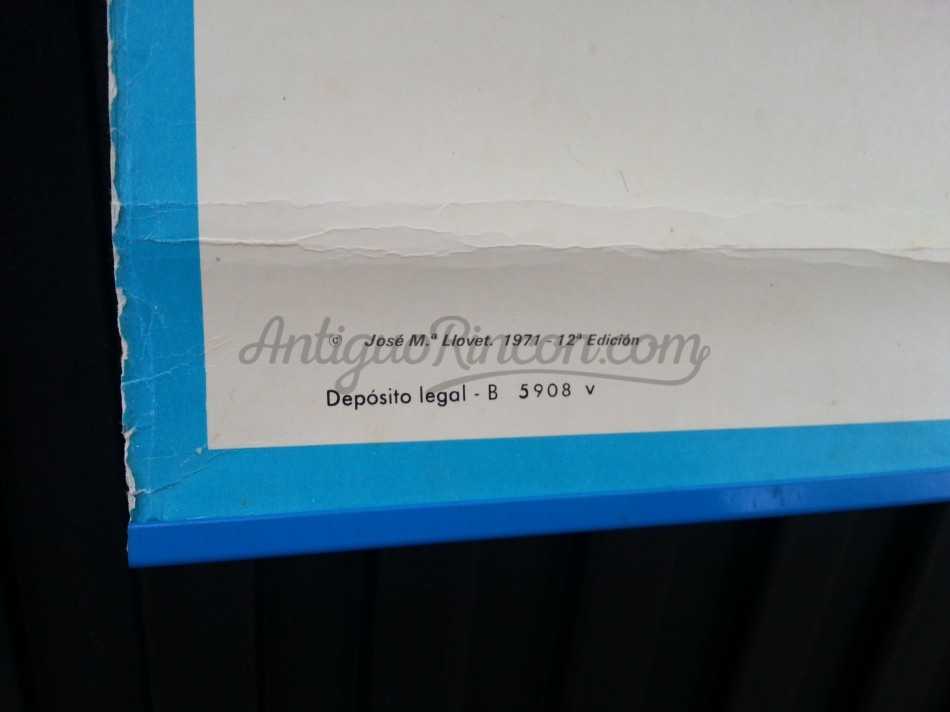 © José M.ª Llovet. 1971 - 12ª Edición
AntiguoRincon.com
Depósito legal - B 5908 v